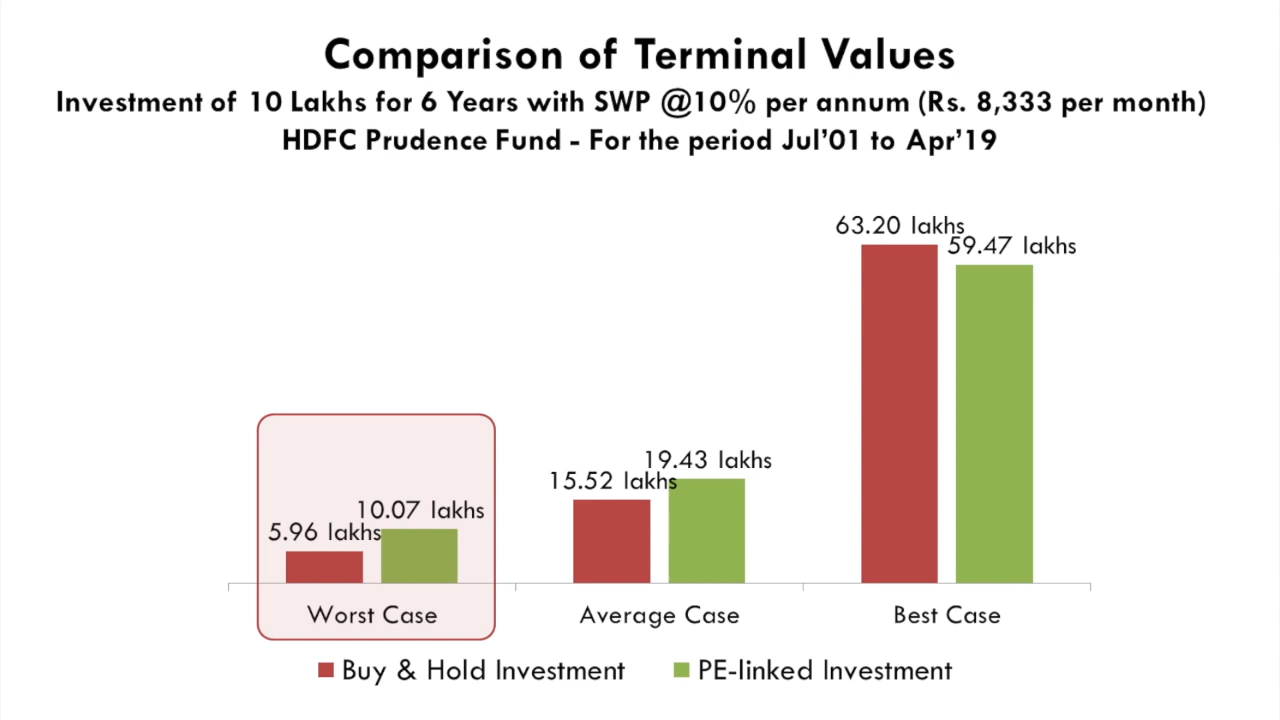 Comparison of Terminal Values
Investment of 10 Lakhs for 6 Years with SWP @10% per annum (Rs. 8,333 per month)
HDFC Prudence Fund - For the period Jul’01 to Apr’19
63.20 lakhs
59.47 lakhs
19.43 lakhs
15.52 lakhs
10.07 lakhs
5.96 lakhs
Worst Case Average Case Best Case
Buy & Hold Investment PE-linked Investment